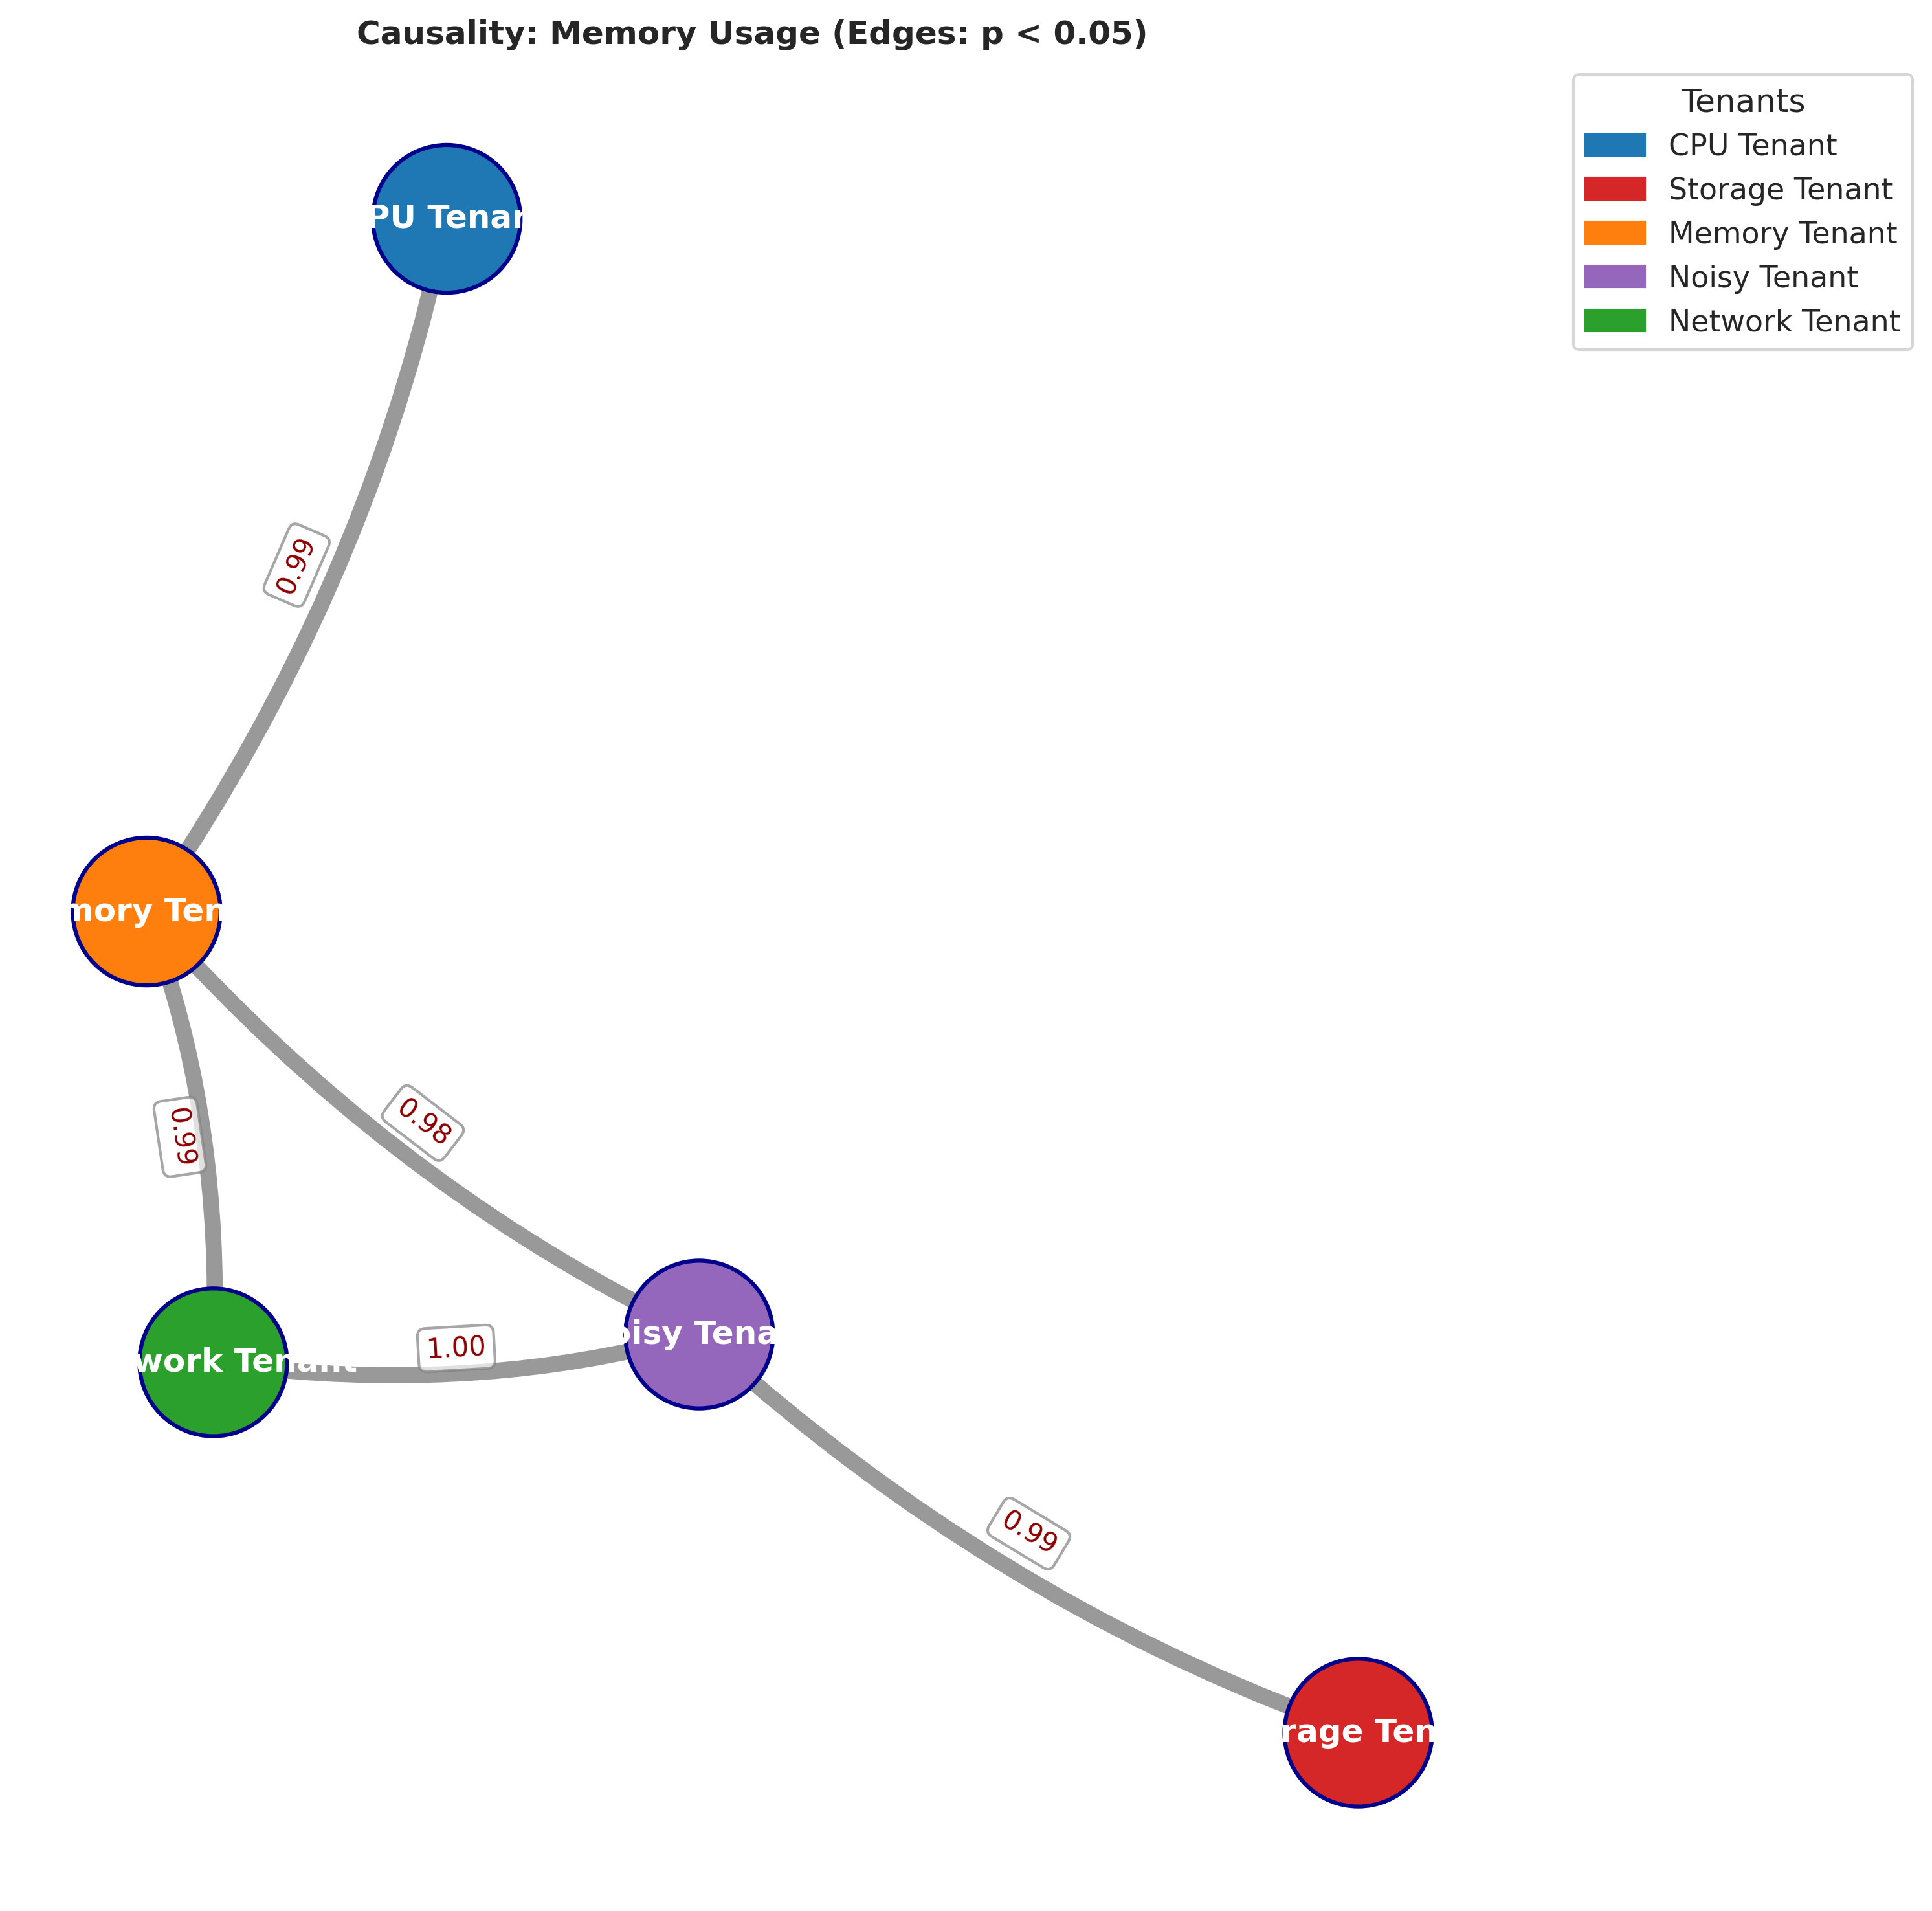 Causality: Memory Usage (Edges: p < 0.05)
Tenants
CPU Tenant
Storage Tenant
Memory Tenant
Noisy Tenant
Network Tenant
PU Tenan
0.99
mory Ten
0.99
0.98
oisy Tena
1.00
work Tenant
0.99
rage Ten